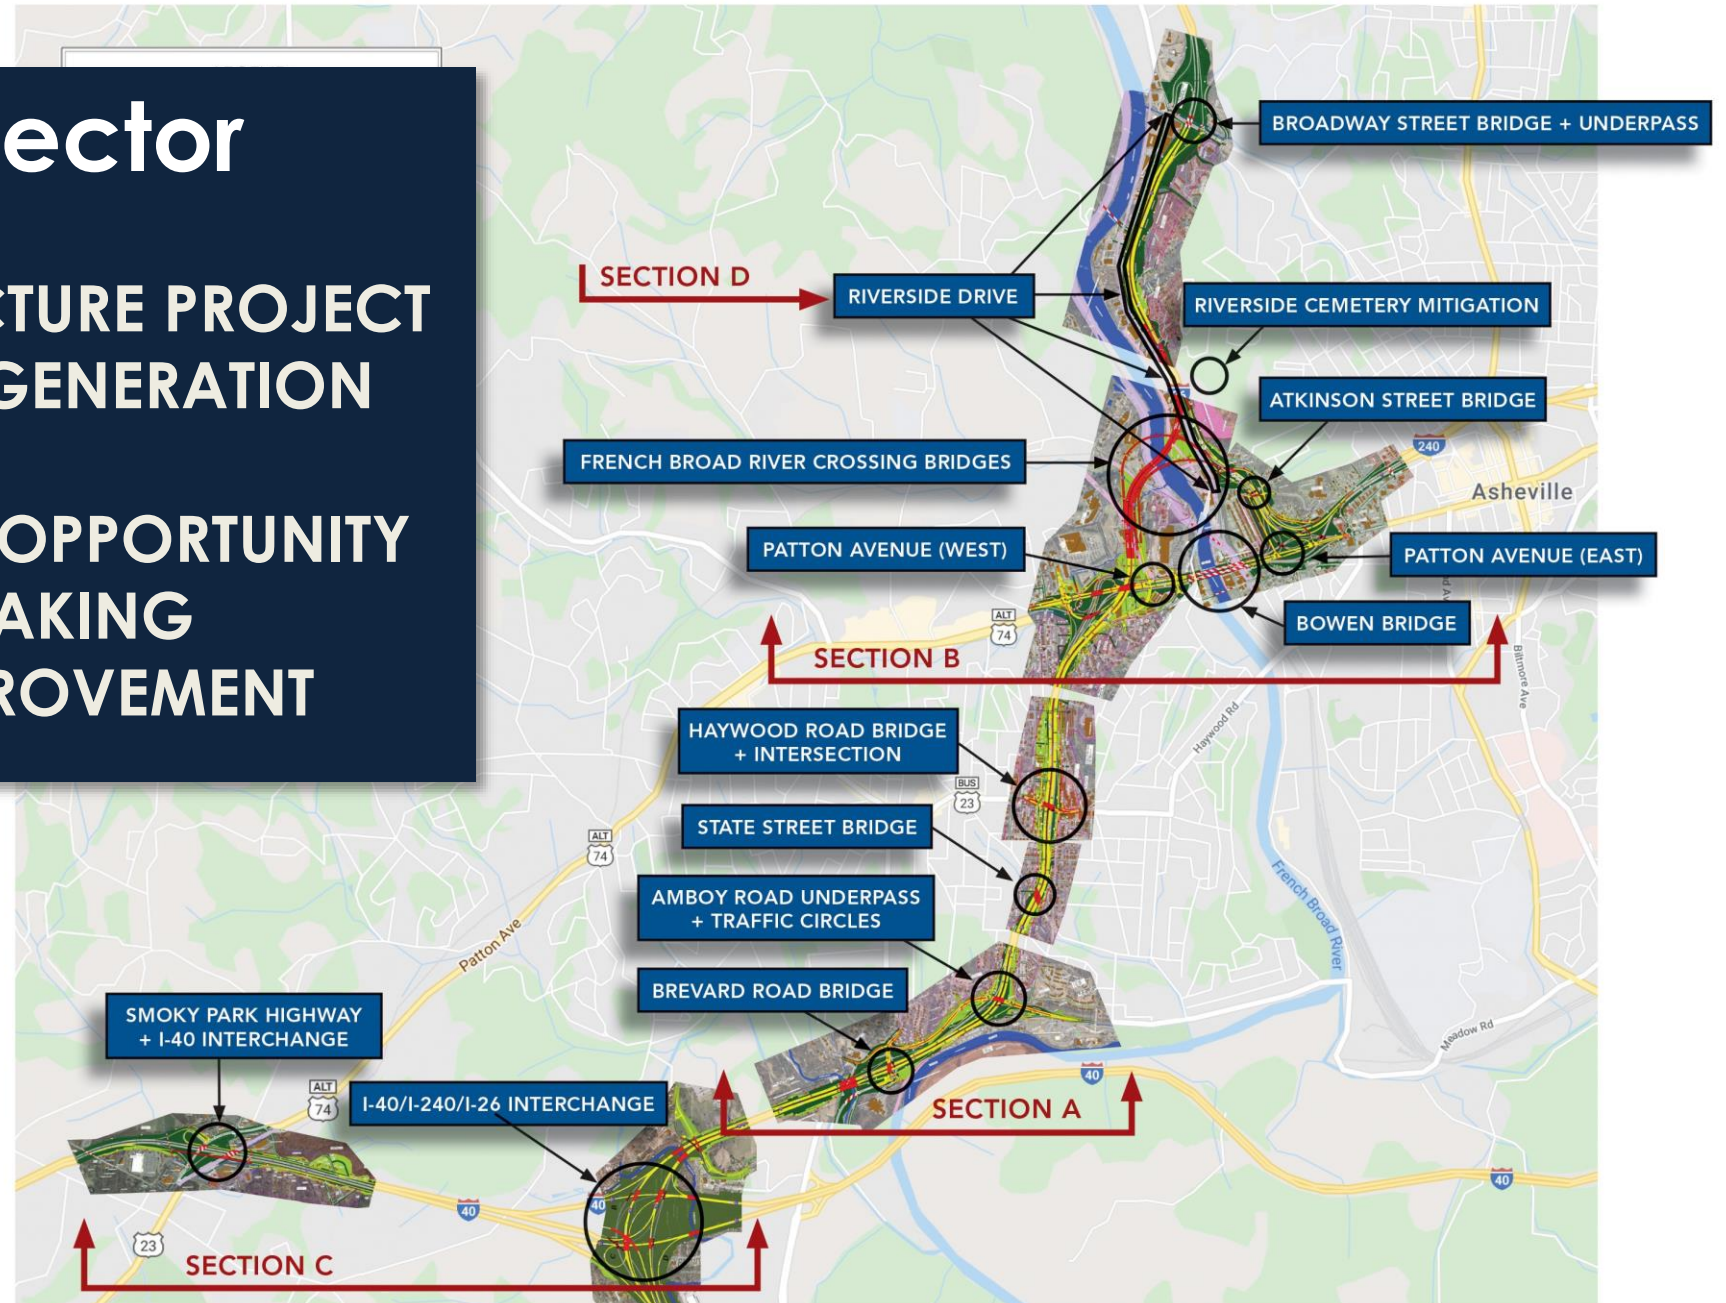 ector
CTURE PROJECT
GENERATION
OPPORTUNITY
AKING
ROVEMENT
BROADWAY STREET BRIDGE + UNDERPASS
SECTION D
RIVERSIDE DRIVE
RIVERSIDE CEMETERY MITIGATION
ATKINSON STREET BRIDGE
240
FRENCH BROAD RIVER CROSSING BRIDGES
Asheville
PATTON AVENUE (WEST)
PATTON AVENUE (EAST)
ALT
74
BOWEN BRIDGE
SECTION B
Biltmore Ave
HAYWOOD ROAD BRIDGE
+ INTERSECTION
Haywood Rd
BUS
23
STATE STREET BRIDGE
ALT
74
AMBOY ROAD UNDERPASS
+ TRAFFIC CIRCLES
French Broad River
Patton Ave
BREVARD ROAD BRIDGE
SMOKY PARK HIGHWAY
+ I-40 INTERCHANGE
Meadow Rd
40
ALT
74
I-40/I-240/I-26 INTERCHANGE
SECTION A
40
40
40
23
SECTION C